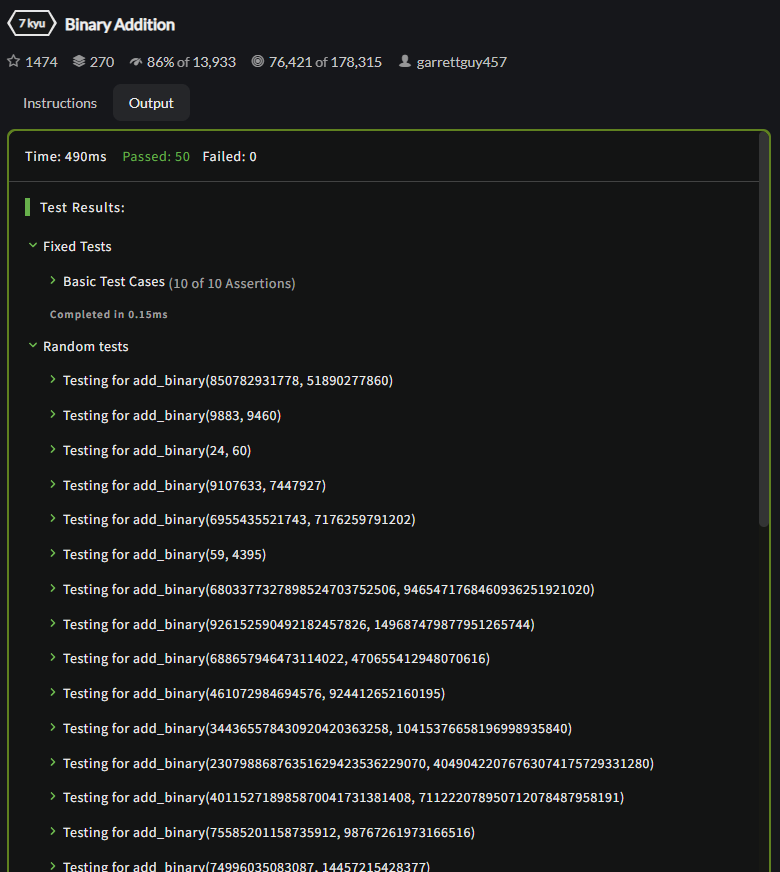 7 kyu Binary Addition
1474 270 86% of 13,933 76,421 of 178,315 garrettguy457
Instructions Output
Time: 490ms Passed: 50 Failed: 0
Test Results:
Fixed Tests
Basic Test Cases (10 of 10 Assertions)
Completed in 0.15ms
Random tests
Testing for add_binary(850782931778, 51890277860)
Testing for add_binary(9883, 9460)
Testing for add_binary(24, 60)
Testing for add_binary(9107633, 7447927)
Testing for add_binary(6955435521743, 7176259791202)
Testing for add_binary(59, 4395)
Testing for add_binary(6803377327898524703752506, 9465471768460936251921020)
Testing for add_binary(926152590492182457826, 149687479877951265744)
Testing for add_binary(688657946473114022, 470655412948070616)
Testing for add_binary(461072984694576, 924412652160195)
Testing for add_binary(344365578430920420363258, 10415376658196998935840)
Testing for add_binary(23079886876351629423536229070, 40490422076763074175729331280)
Testing for add_binary(401152718985870041731381408, 711222078950712078487958191)
Testing for add_binary(75585201158735912, 98767261973166516)
Testing for add_binary(74996035083087, 14457215428377)